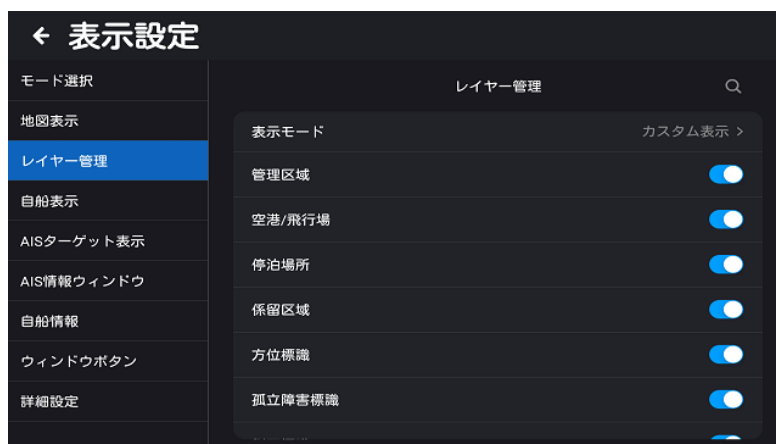 ← 表示設定
モード選択
地図表示
レイヤー管理
自船表示
AISターゲット表示
AIS情報ウィンドウ
自船情報
ウィンドウボタン
詳細設定
レイヤー管理
表示モード カスタム表示 >
管理区域
空港/飛行場
停泊場所
係留区域
方位標識
孤立障害標識